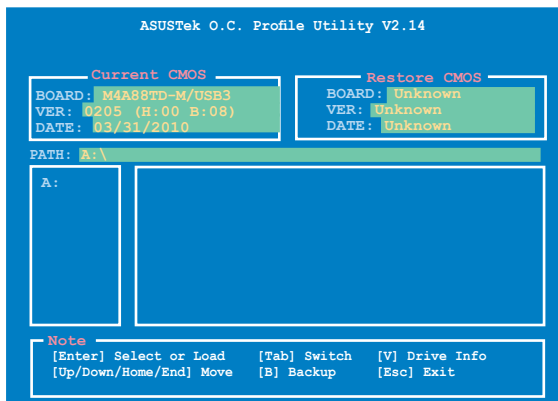 ASUSTek O.C. Profile Utility V2.14
Current CMOS
BOARD: M4A88TD-M/USB3
VER: 0205 (H:00 B:08)
DATE: 03/31/2010
Restore CMOS
BOARD: Unknown
VER: Unknown
DATE: Unknown
PATH: A:\
A:
Note
[Enter] Select or Load [Tab] Switch [V] Drive Info
[Up/Down/Home/End] Move [B] Backup [Esc] Exit